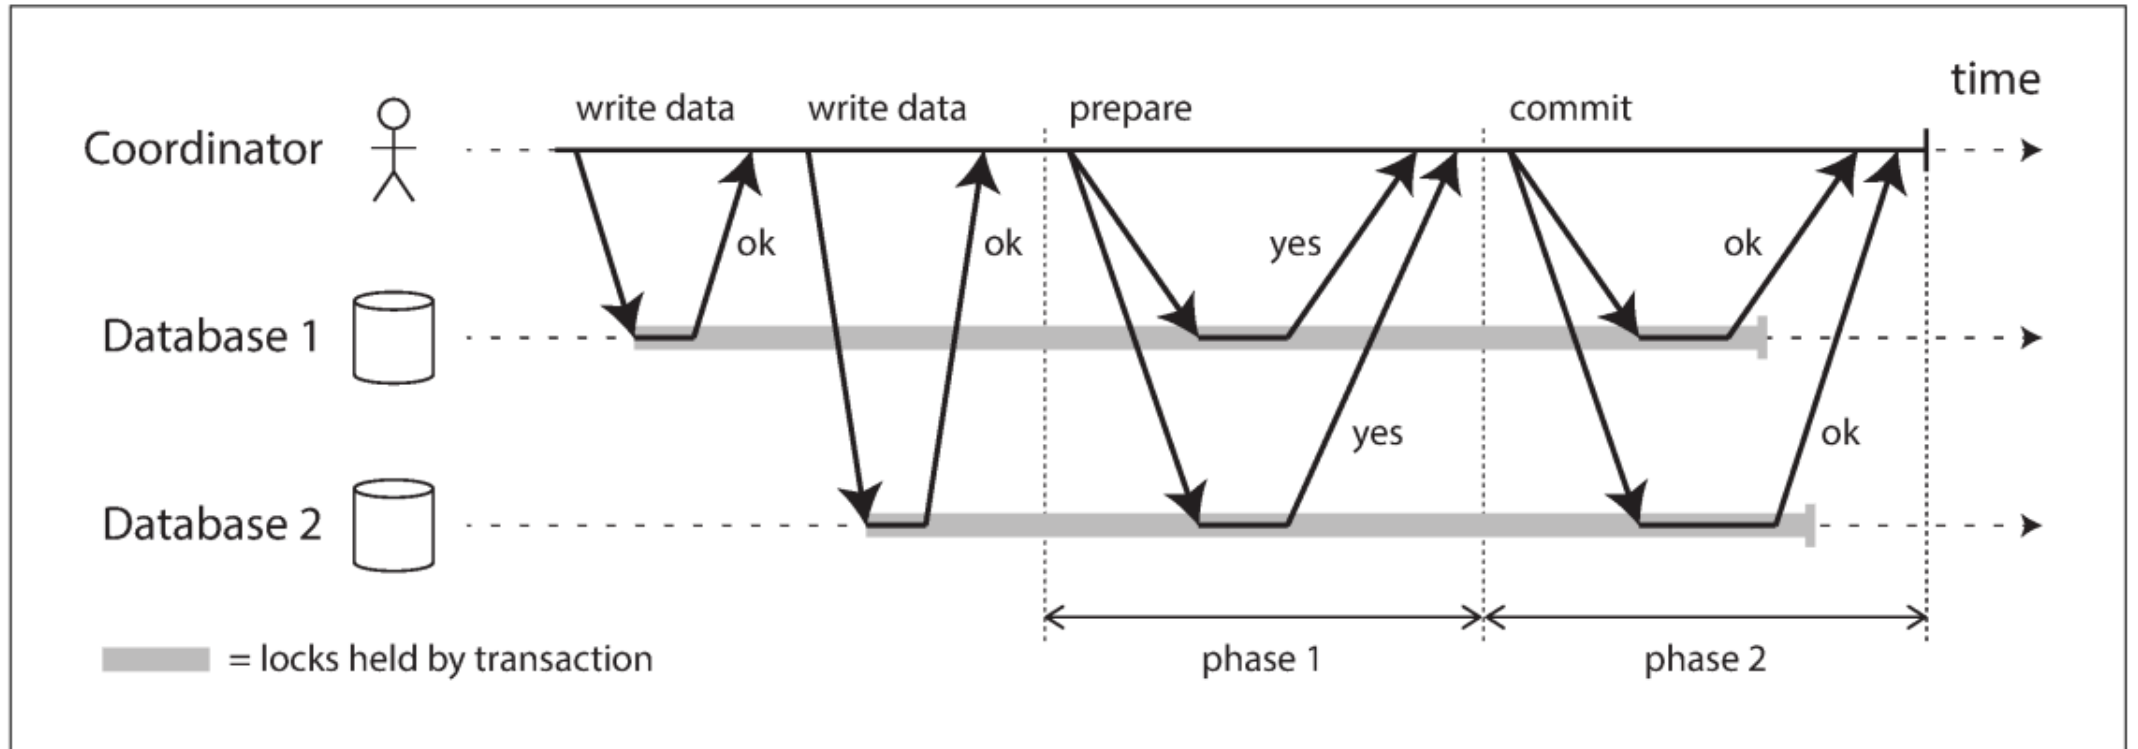 time
write data
write data
prepare
commit
Coordinator
ok
ok
yes
ok
Database 1
yes
ok
Database 2
= locks held by transaction
phase 1
phase 2